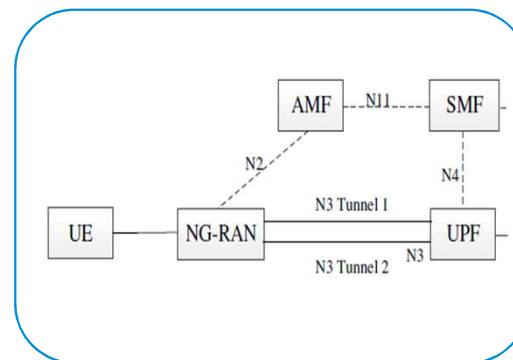 AMF
N11
SMF
N2
N4
N3 Tunnel 1
UE
NG-RAN
UPF
N3
N3 Tunnel 2